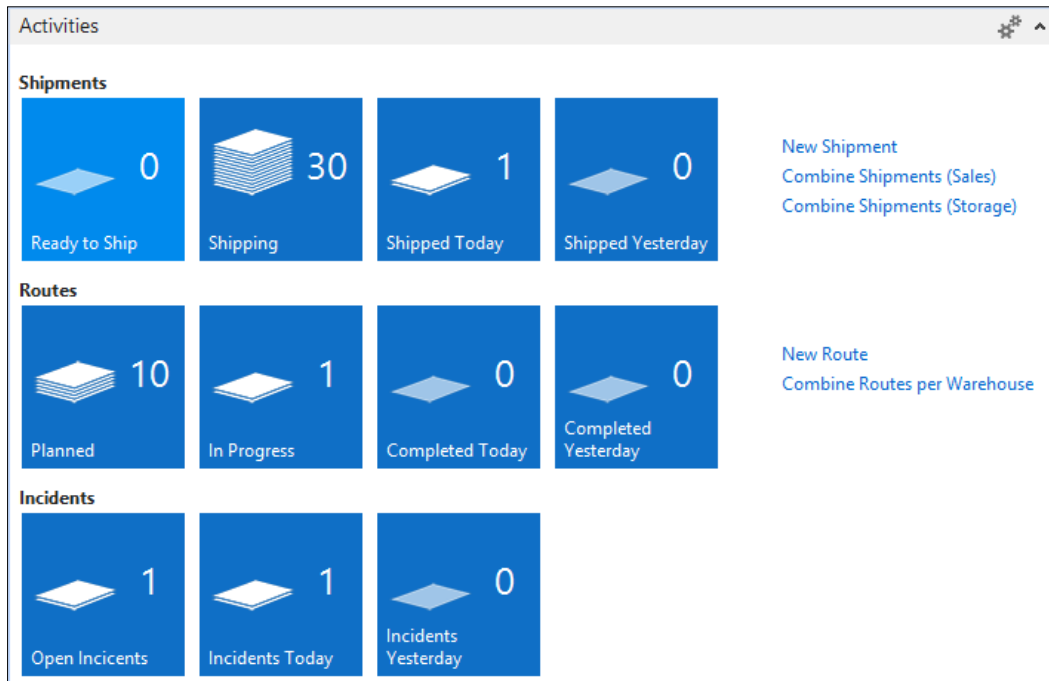 Activities
Shipments
0
Ready to Ship
30
Shipping
1
Shipped Today
0
Shipped Yesterday
New Shipment
Combine Shipments (Sales)
Combine Shipments (Storage)
Routes
10
Planned
1
In Progress
0
Completed Today
0
Completed
Yesterday
New Route
Combine Routes per Warehouse
Incidents
1
Open Incicents
1
Incidents Today
0
Incidents
Yesterday